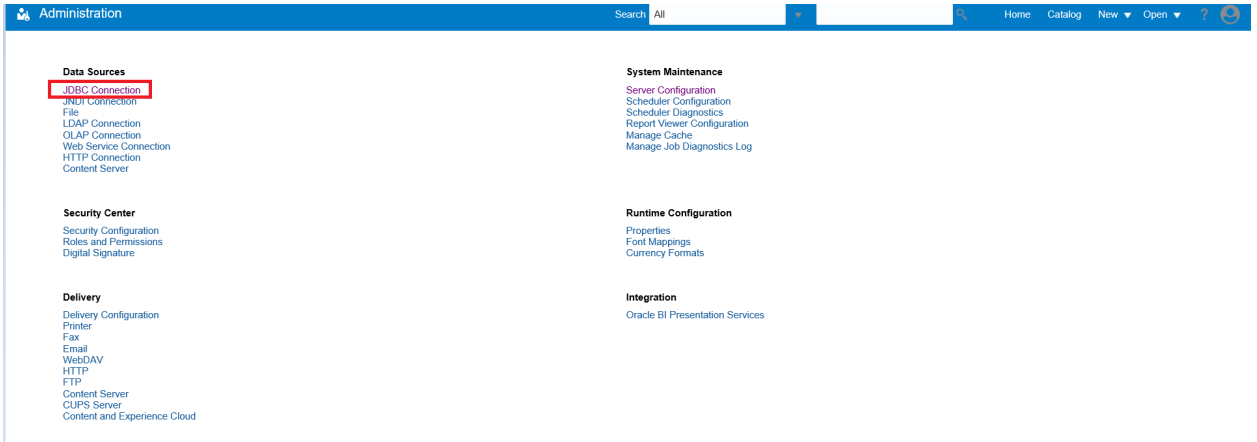 Administration
Search All
Home Catalog New Open ?
Data Sources
JDBC Connection
JNDI Connection
File
LDAP Connection
OLAP Connection
Web Service Connection
HTTP Connection
Content Server
System Maintenance
Server Configuration
Scheduler Configuration
Scheduler Diagnostics
Report Viewer Configuration
Manage Cache
Manage Job Diagnostics Log
Security Center
Security Configuration
Roles and Permissions
Digital Signature
Runtime Configuration
Properties
Font Mappings
Currency Formats
Delivery
Delivery Configuration
Printer
Fax
Email
WebDAV
HTTP
FTP
Content Server
CUPS Server
Content and Experience Cloud
Integration
Oracle BI Presentation Services